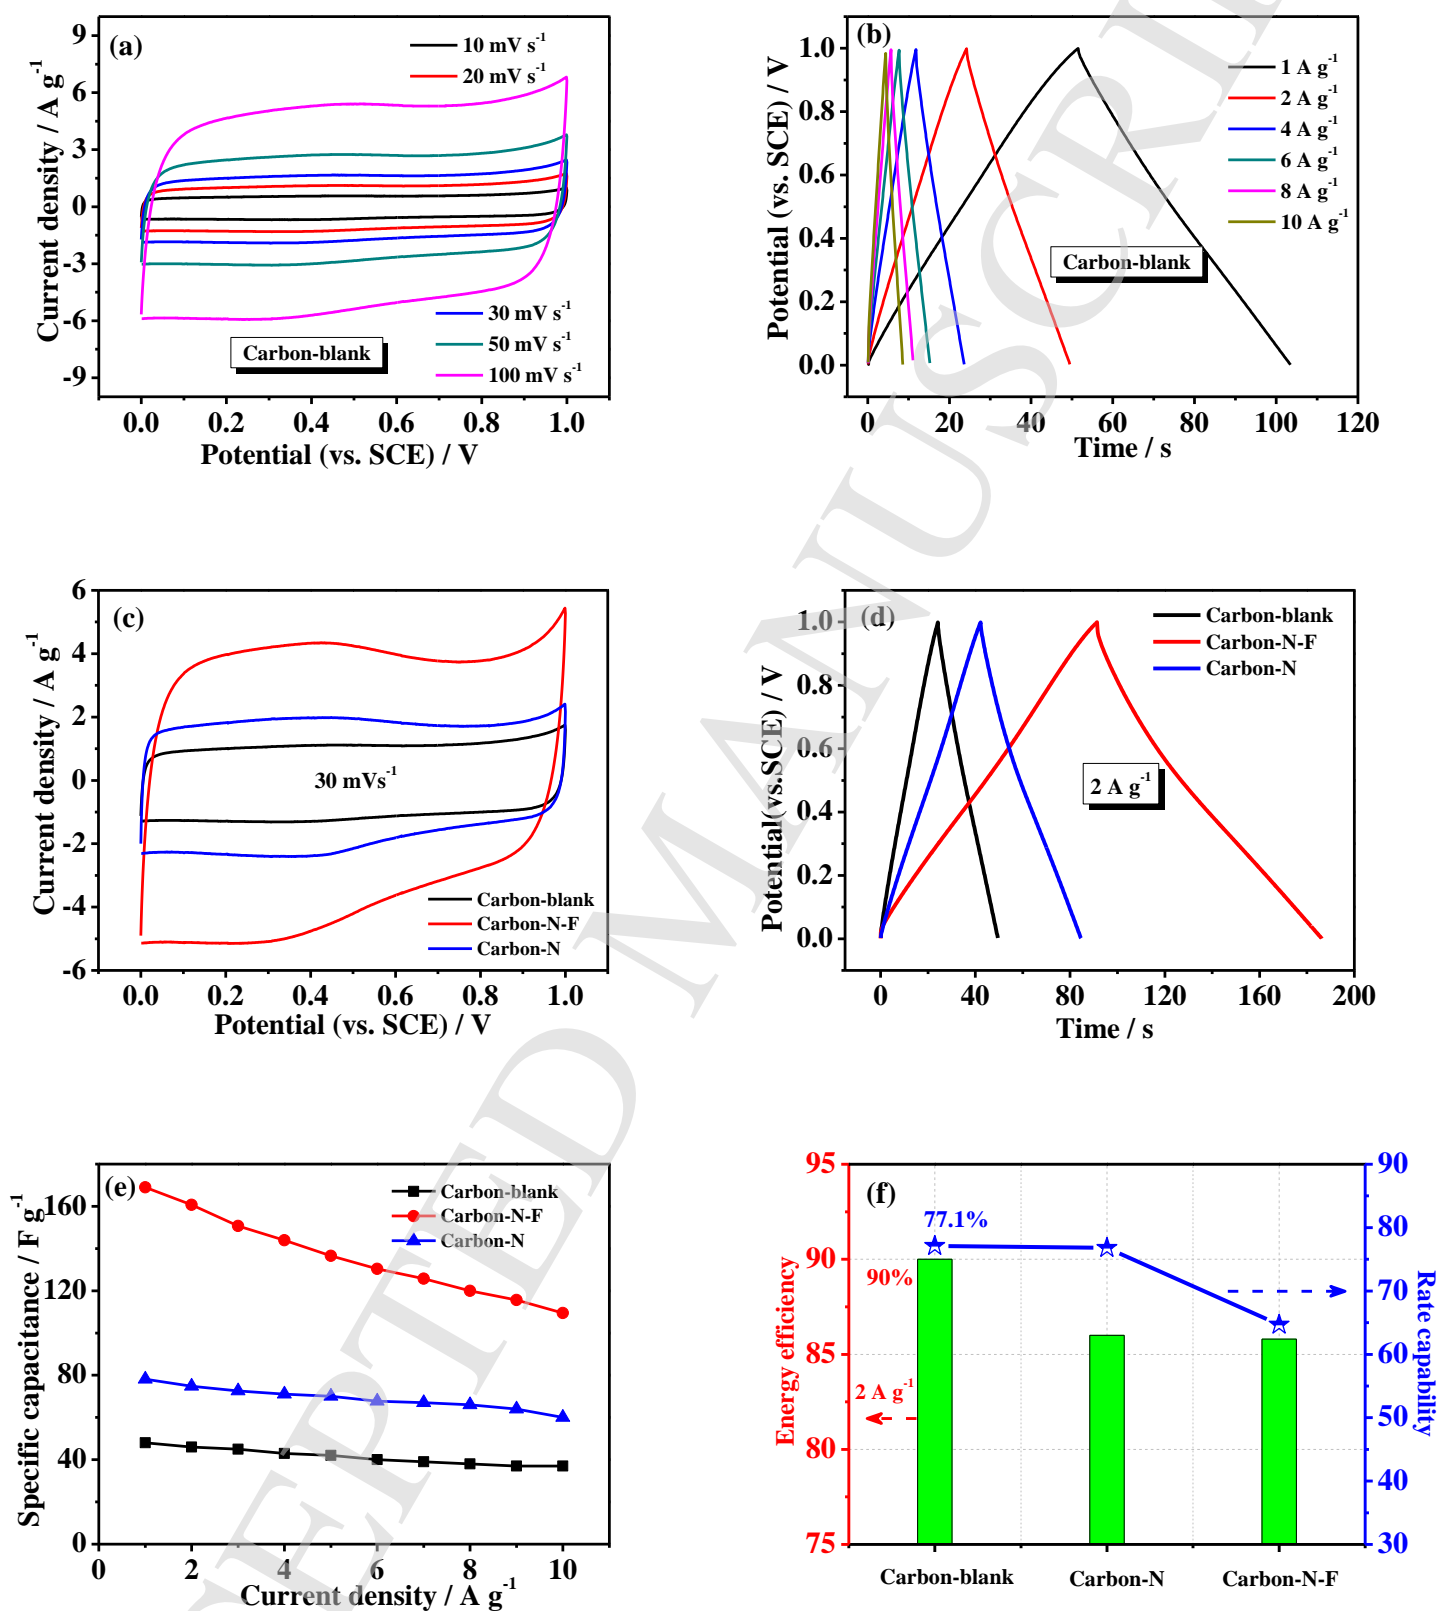 (a)
10 mV s-1
20 mV s-1
30 mV s-1
50 mV s-1
100 mV s-1
Carbon-blank
9
6
3
0
-3
-6
-9
Current density / A g-1
0.0 0.2 0.4 0.6 0.8 1.0
Potential (vs. SCE) / V
(b)
1 A g-1
2 A g-1
4 A g-1
6 A g-1
8 A g-1
10 A g-1
Carbon-blank
1.0
0.8
0.6
0.4
0.2
0.0
Potential (vs. SCE) / V
0 20 40 60 80 100 120
Time / s
(c)
30 mVs-1
Carbon-blank
Carbon-N-F
Carbon-N
6
4
2
0
-2
-4
-6
Current density / A g-1
0.0 0.2 0.4 0.6 0.8 1.0
Potential (vs. SCE) / V
(d)
Carbon-blank
Carbon-N-F
Carbon-N
2 A g-1
1.0
0.8
0.6
0.4
0.2
0.0
Potential(vs.SCE) / V
0 40 80 120 160 200
Time / s
(e)
Carbon-blank
Carbon-N-F
Carbon-N
160
120
80
40
0
Specific capacitance / F g-1
0 2 4 6 8 10
Current density / A g-1
(f)
77.1%
90%
2 A g-1
95
90
85
80
75
Energy efficiency
90
80
70
60
50
40
30
Rate capability
Carbon-blank Carbon-N Carbon-N-F
MANUSCRI
EPTED